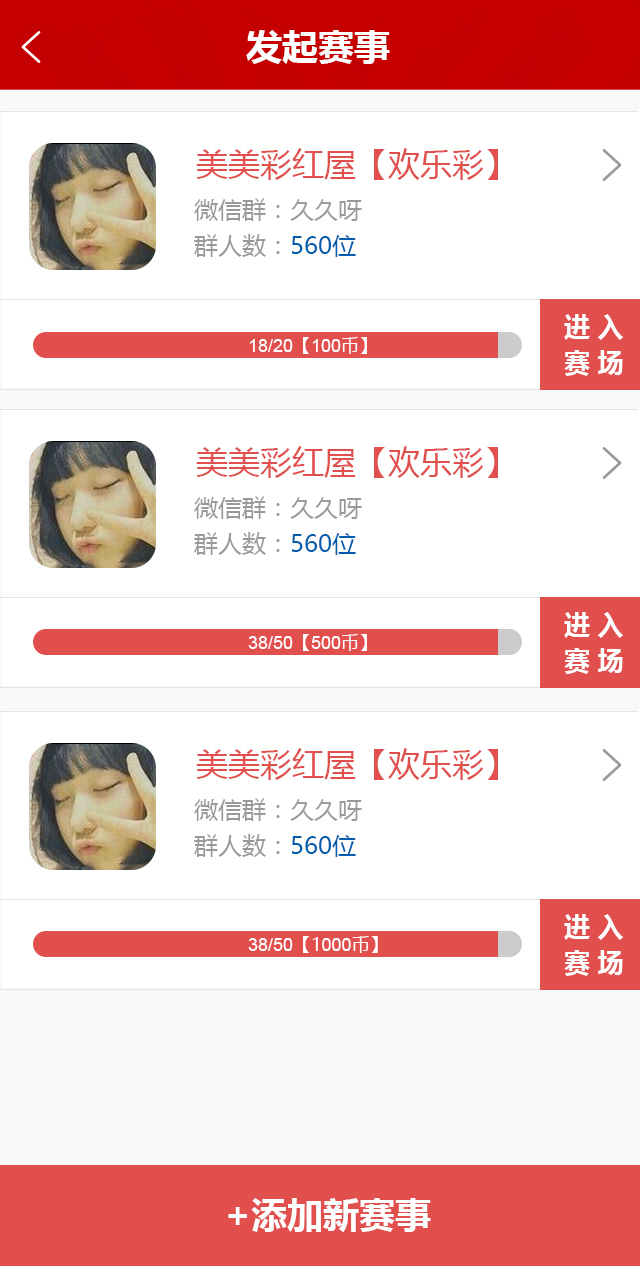 发起赛事
美美彩红屋【欢乐彩】
微信群：久久呀
群人数：560位
18/20【100币】
进入
赛场
美美彩红屋【欢乐彩】
微信群：久久呀
群人数：560位
38/50【500币】
进入
赛场
美美彩红屋【欢乐彩】
微信群：久久呀
群人数：560位
38/50【1000币】
进入
赛场
+添加新赛事